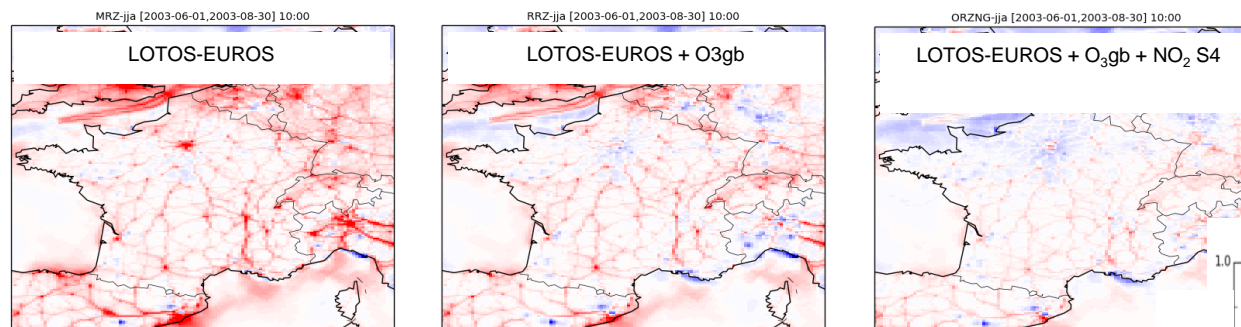 MRZ-jja [2003-06-01,2003-08-30] 10:00
LOTOS-EUROS
RRZ-jja [2003-06-01,2003-08-30] 10:00
LOTOS-EUROS + O3gb
ORZNG-jja [2003-06-01,2003-08-30] 10:00
LOTOS-EUROS + O₃gb + NO₂ S4
1.0